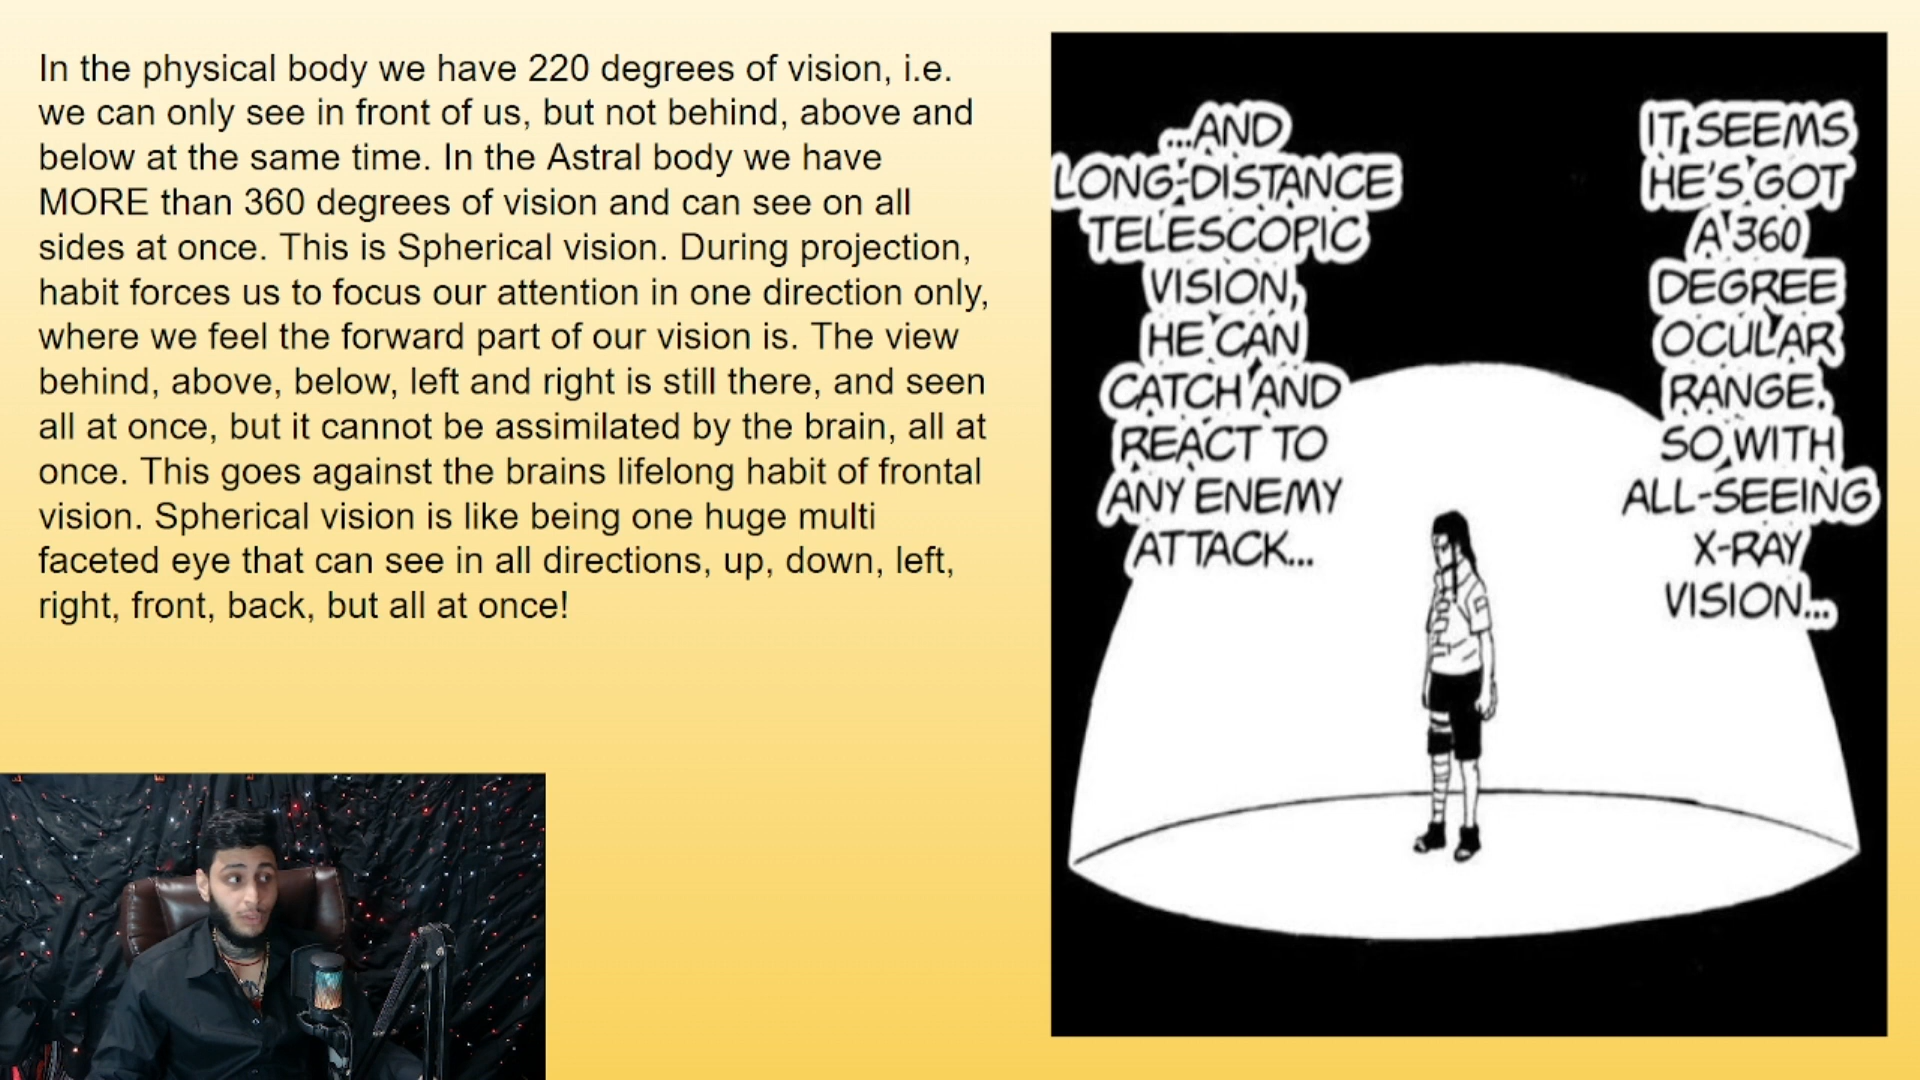 In the physical body we have 220 degrees of vision, i.e.
we can only see in front of us, but not behind, above and
below at the same time. In the Astral body we have
MORE than 360 degrees of vision and can see on all
sides at once. This is Spherical vision. During projection,
habit forces us to focus our attention in one direction only,
where we feel the forward part of our vision is. The view
behind, above, below, left and right is still there, and seen
all at once, but it cannot be assimilated by the brain, all at
once. This goes against the brains lifelong habit of frontal
vision. Spherical vision is like being one huge multi
faceted eye that can see in all directions, up, down, left,
right, front, back, but all at once!
IT SEEMS
HE'S GOT
A 360
DEGREE
OCULAR
RANGE.
SO WITH
ALL-SEEING
X-RAY
VISION...
...AND
LONG-DISTANCE
TELESCOPIC
VISION,
HE CAN
CATCH AND
REACT TO
ANY ENEMY
ATTACK...